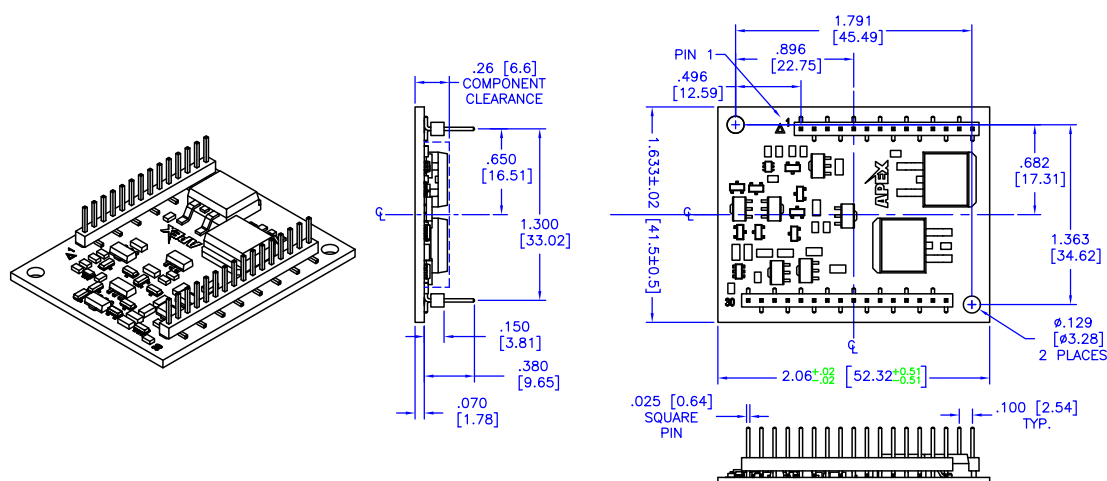 .26 [6.6]
COMPONENT
CLEARANCE
.650
[16.51]
1.300
[33.02]
.150
[3.81]
.380
[9.65]
.070
[1.78]
℄
APEX
1.791
[45.49]
PIN 1
.896
[22.75]
.496
[12.59]
1
APEX
1.633±.02 [41.5±0.5]
.682
[17.31]
1.363
[34.62]
℄
30
℄
ø.129
[ø3.28]
2 PLACES
2.06 +.02 -.02 [52.32 +0.51 -0.51]
.025 [0.64]
SQUARE
PIN
.100 [2.54]
TYP.